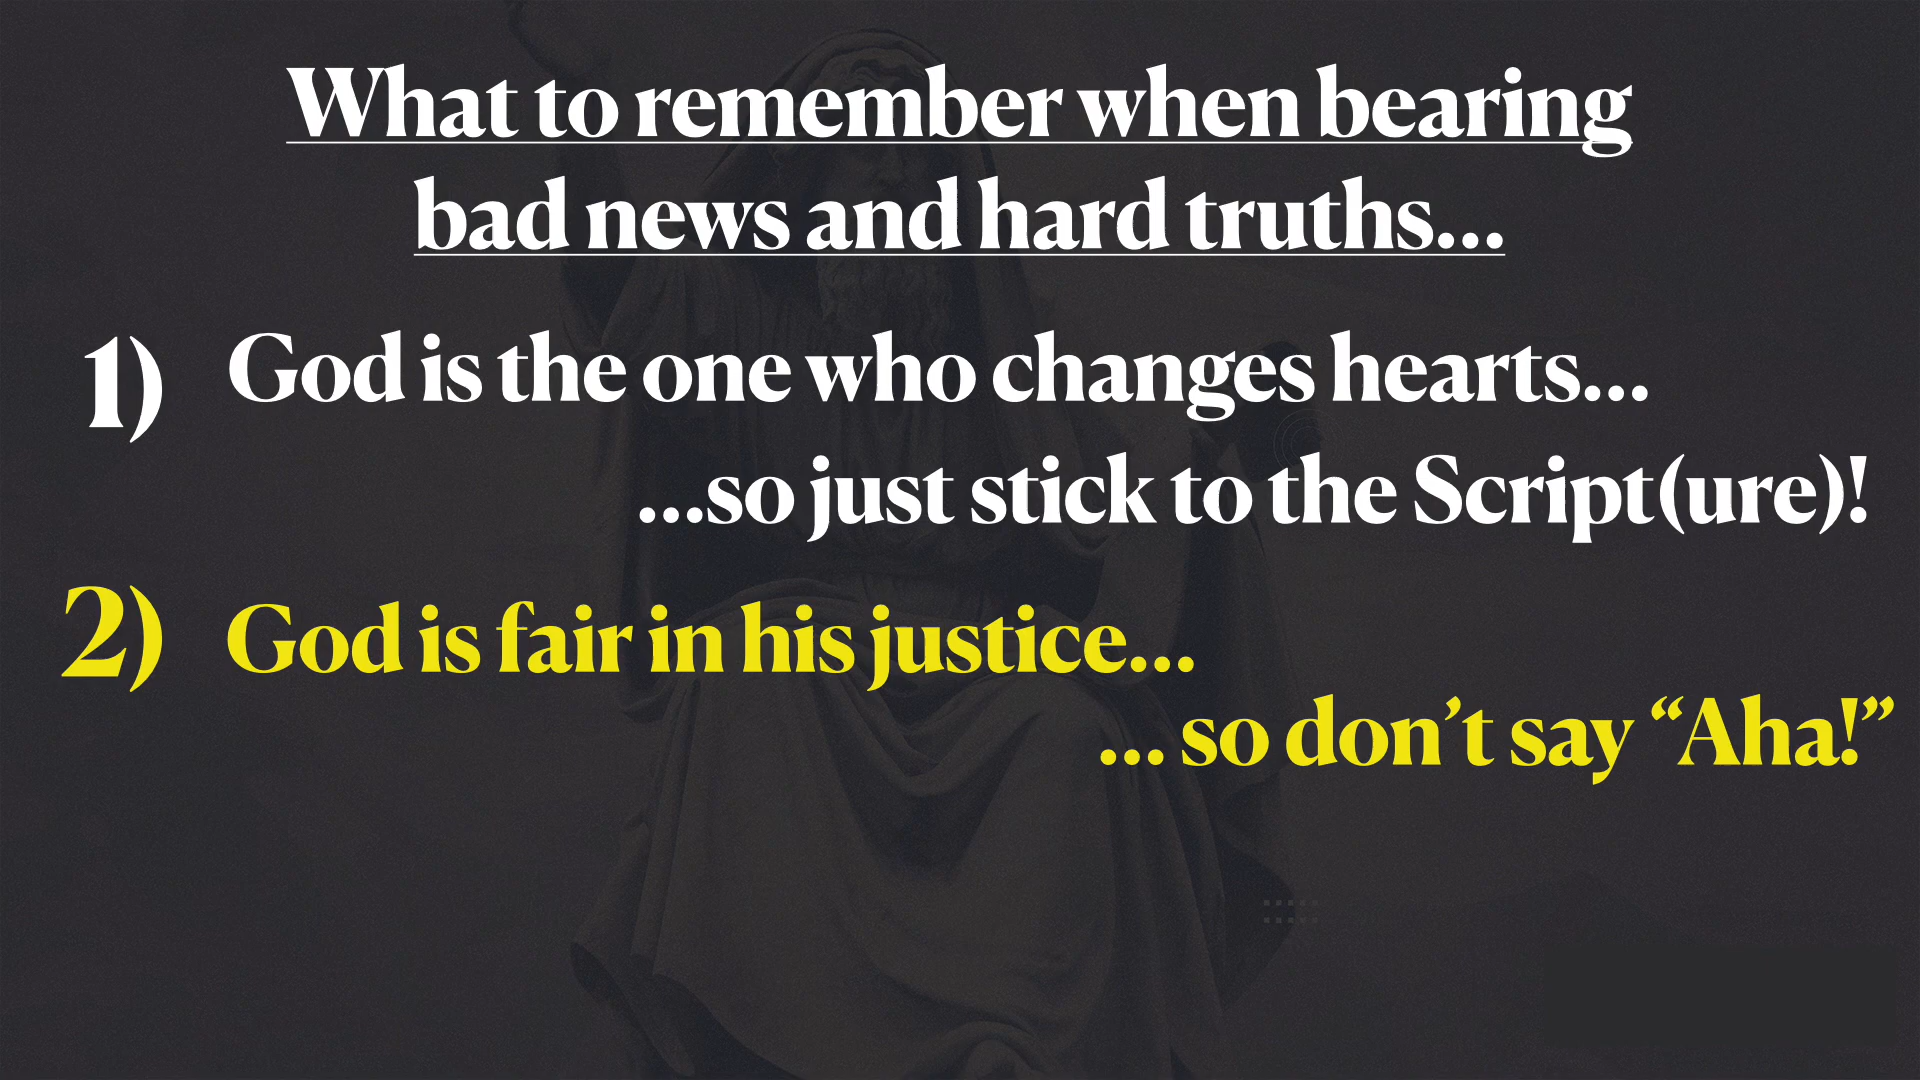 What to remember when bearing
bad news and hard truths...
1) God is the one who changes hearts...
...so just stick to the Script(ure)!
2) God is fair in his justice...
... so don’t say “Aha!”